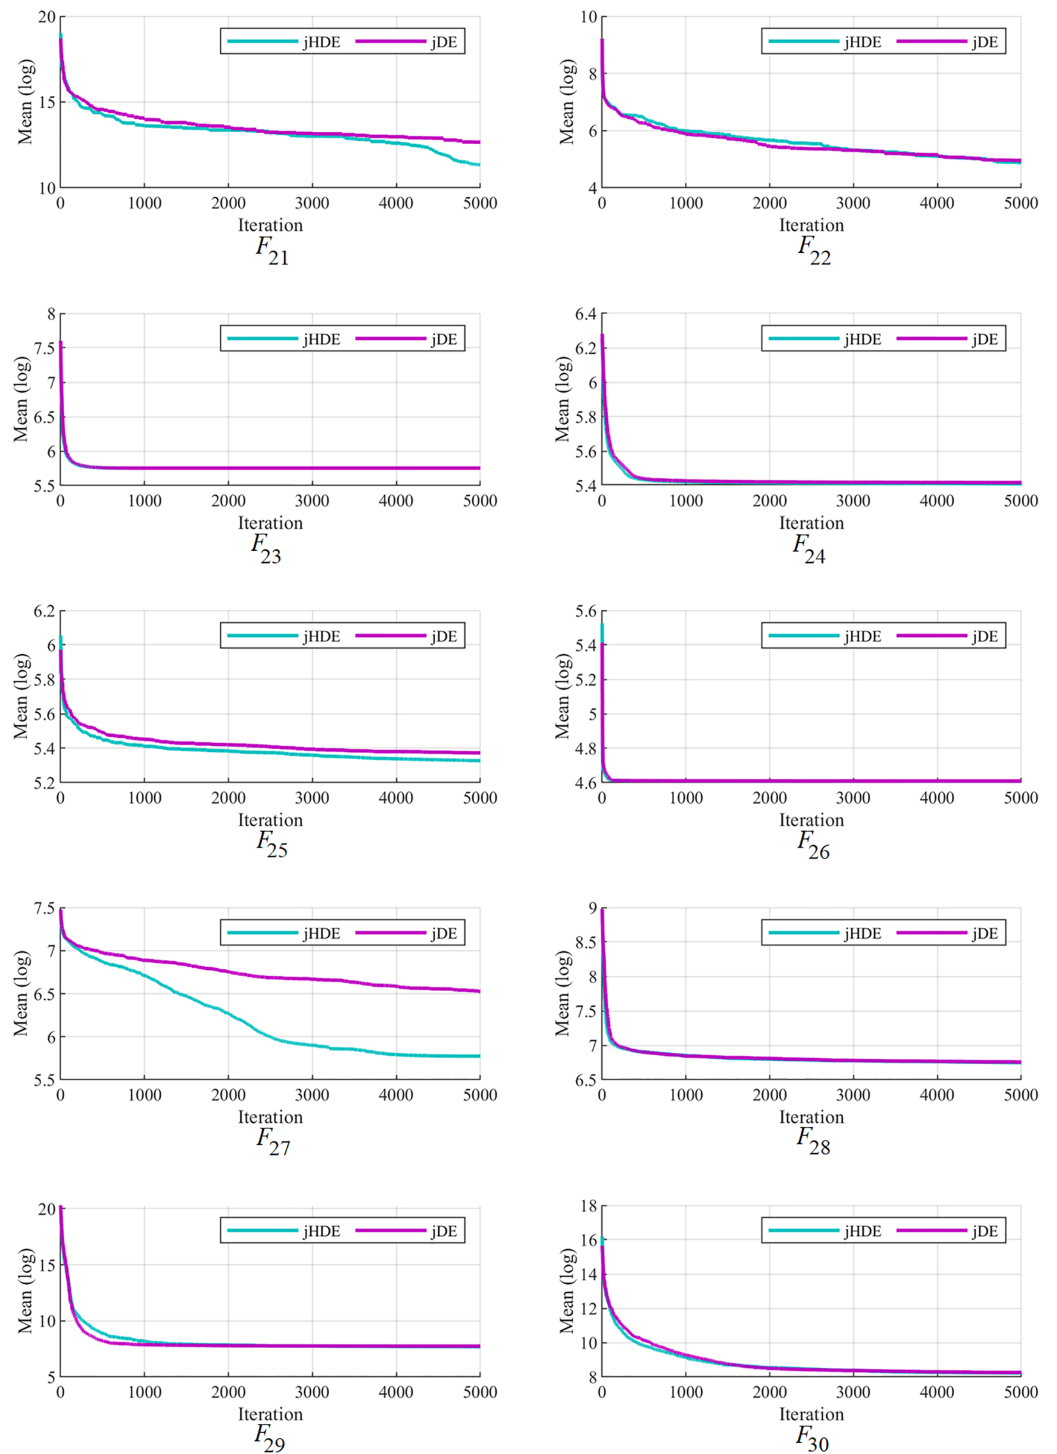 20
15
10
Mean (log)
jHDE jDE
0 1000 2000 3000 4000 5000
Iteration
F21
10
8
6
4
Mean (log)
jHDE jDE
0 1000 2000 3000 4000 5000
Iteration
F22
8
7.5
7
6.5
6
5.5
Mean (log)
jHDE jDE
0 1000 2000 3000 4000 5000
Iteration
F23
6.4
6.2
6
5.8
5.6
5.4
Mean (log)
jHDE jDE
0 1000 2000 3000 4000 5000
Iteration
F24
6.2
6
5.8
5.6
5.4
5.2
Mean (log)
jHDE jDE
0 1000 2000 3000 4000 5000
Iteration
F25
5.6
5.4
5.2
5
4.8
4.6
Mean (log)
jHDE jDE
0 1000 2000 3000 4000 5000
Iteration
F26
7.5
7
6.5
6
5.5
Mean (log)
jHDE jDE
0 1000 2000 3000 4000 5000
Iteration
F27
9
8.5
8
7.5
7
6.5
Mean (log)
jHDE jDE
0 1000 2000 3000 4000 5000
Iteration
F28
20
15
10
5
Mean (log)
jHDE jDE
0 1000 2000 3000 4000 5000
Iteration
F29
18
16
14
12
10
8
Mean (log)
jHDE jDE
0 1000 2000 3000 4000 5000
Iteration
F30